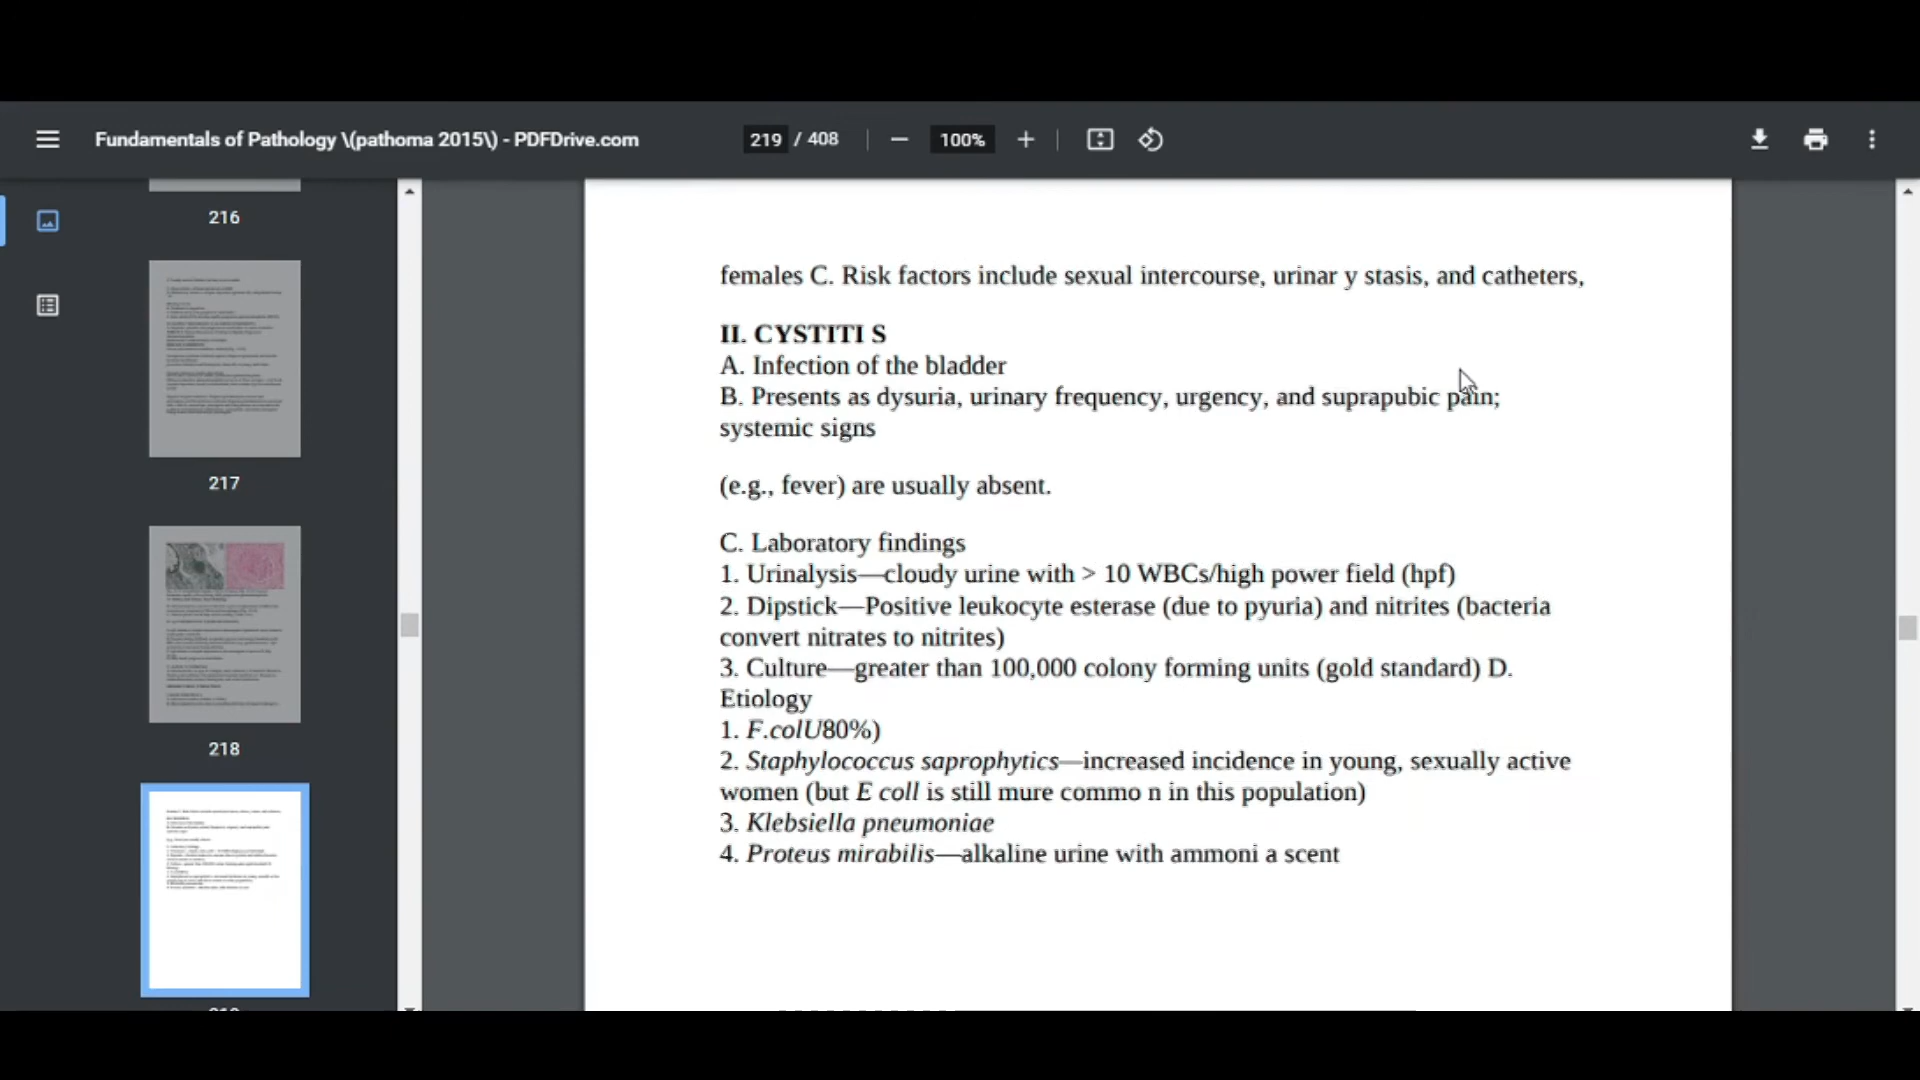 Fundamentals of Pathology \(pathoma 2015\) - PDFDrive.com
219 / 408
100%
216
217
218
females C. Risk factors include sexual intercourse, urinar y stasis, and catheters,
II. CYSTITI S
A. Infection of the bladder
B. Presents as dysuria, urinary frequency, urgency, and suprapubic pain;
systemic signs
(e.g., fever) are usually absent.
C. Laboratory findings
1. Urinalysis—cloudy urine with > 10 WBCs/high power field (hpf)
2. Dipstick—Positive leukocyte esterase (due to pyuria) and nitrites (bacteria
convert nitrates to nitrites)
3. Culture—greater than 100,000 colony forming units (gold standard) D.
Etiology
1. F.colU80%)
2. Staphylococcus saprophytics—increased incidence in young, sexually active
women (but E coll is still mure commo n in this population)
3. Klebsiella pneumoniae
4. Proteus mirabilis—alkaline urine with ammoni a scent